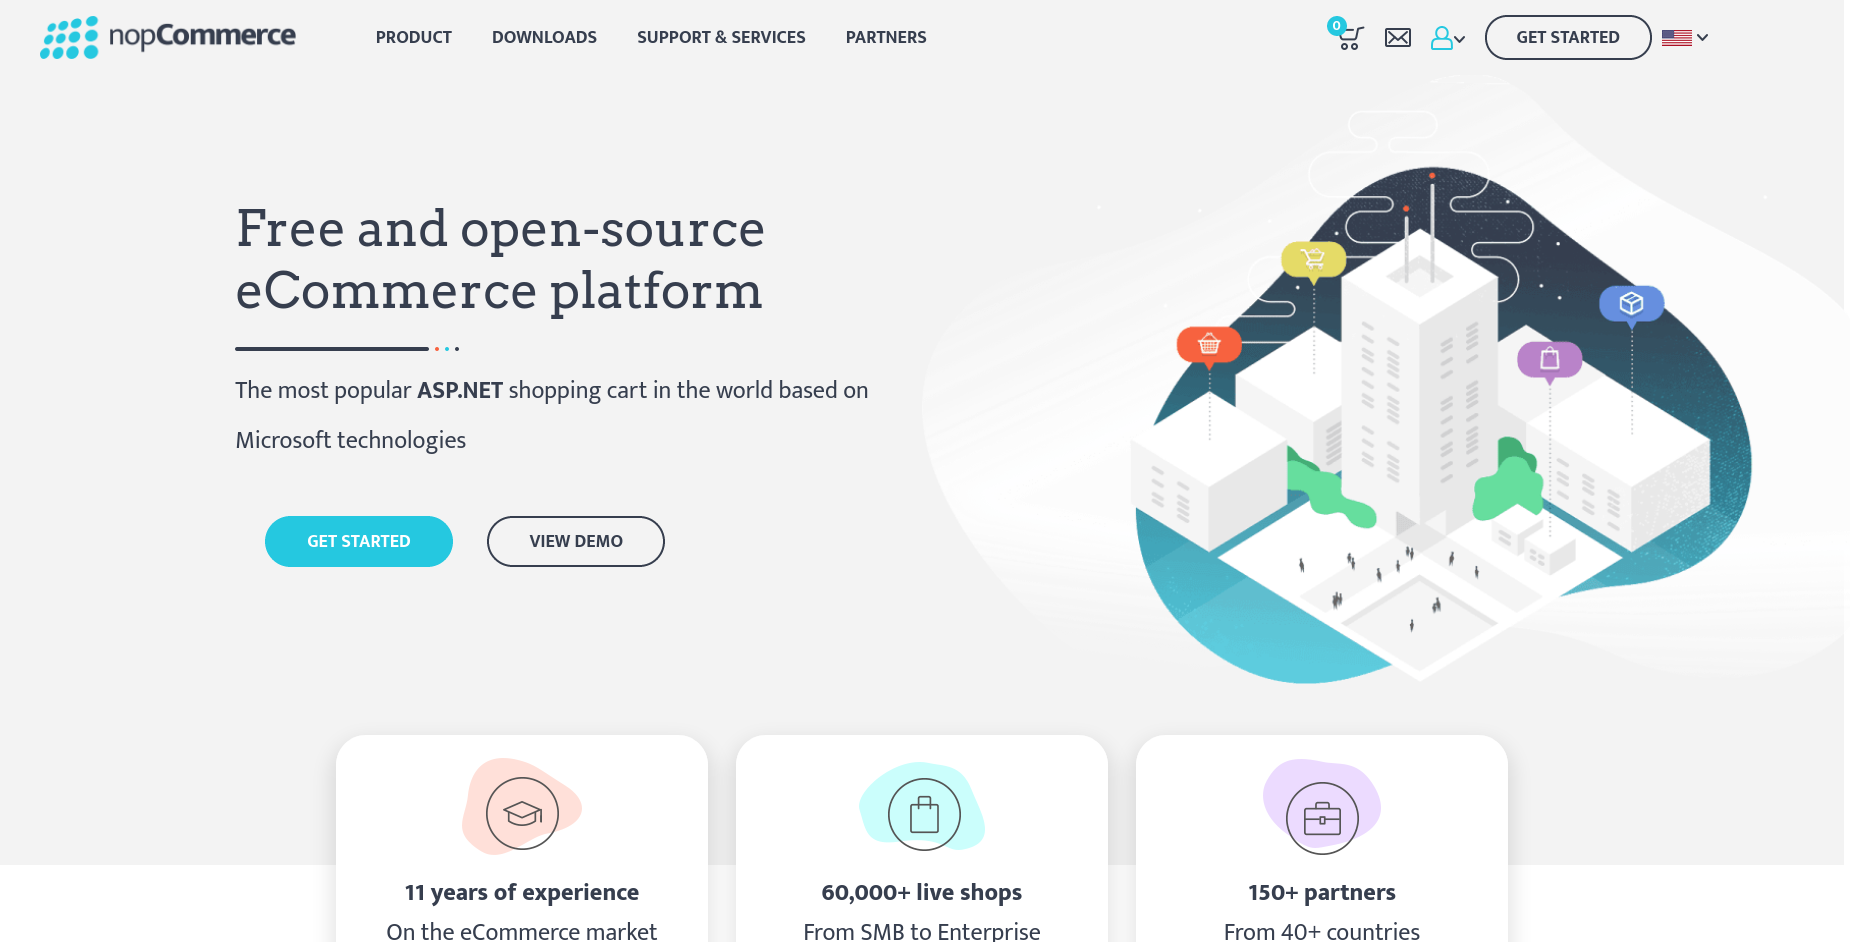 nopCommerce
PRODUCT
DOWNLOADS
SUPPORT & SERVICES
PARTNERS
0
GET STARTED
Free and open-source
eCommerce platform
The most popular ASP.NET shopping cart in the world based on
Microsoft technologies
GET STARTED
VIEW DEMO
11 years of experience
On the eCommerce market
60,000+ live shops
From SMB to Enterprise
150+ partners
From 40+ countries